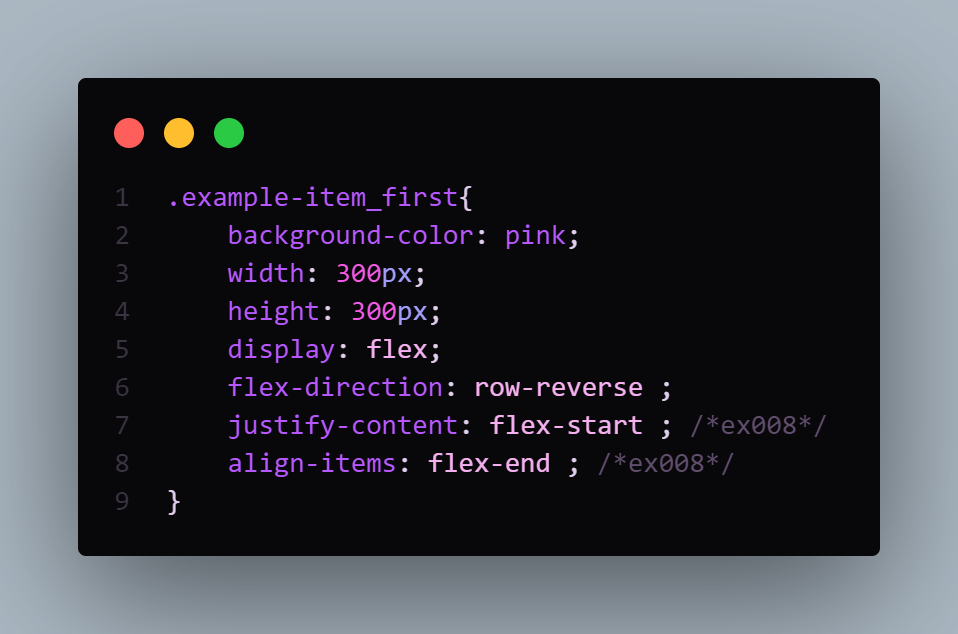 1 .example-item_first{
2 background-color: pink;
3 width: 300px;
4 height: 300px;
5 display: flex;
6 flex-direction: row-reverse ;
7 justify-content: flex-start ; /*ex008*/
8 align-items: flex-end ; /*ex008*/
9 }